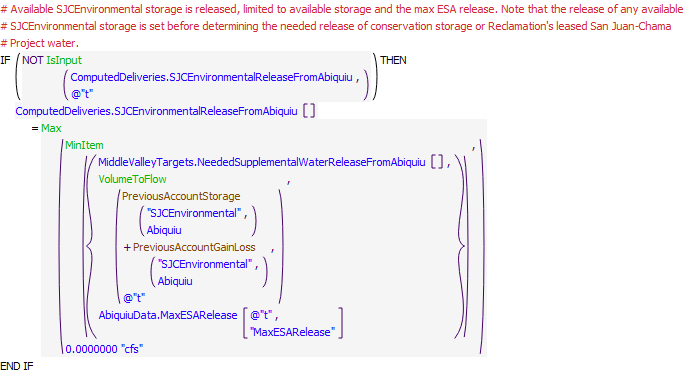 # Available SJCEnvironmental storage is released, limited to available storage and the max ESA release. Note that the release of any available
# SJCEnvironmental storage is set before determining the needed release of conservation storage or Reclamation's leased San Juan-Chama
# Project water.
IF ( NOT IsInput ) THEN
( ComputedDeliveries.SJCEnvironmentalReleaseFromAbiquiu ,
@"t" )
ComputedDeliveries.SJCEnvironmentalReleaseFromAbiquiu [ ]
= Max
( MinItem ,
( { MiddleValleyTargets.NeededSupplementalWaterReleaseFromAbiquiu [ ] ,
VolumeToFlow ,
( PreviousAccountStorage
( "SJCEnvironmental" ,
Abiquiu )
+ PreviousAccountGainLoss ,
( "SJCEnvironmental" ,
Abiquiu )
@"t" )
AbiquiuData.MaxESARelease [ @"t" ,
"MaxESARelease" ] } )
0.0000000 "cfs" )
END IF